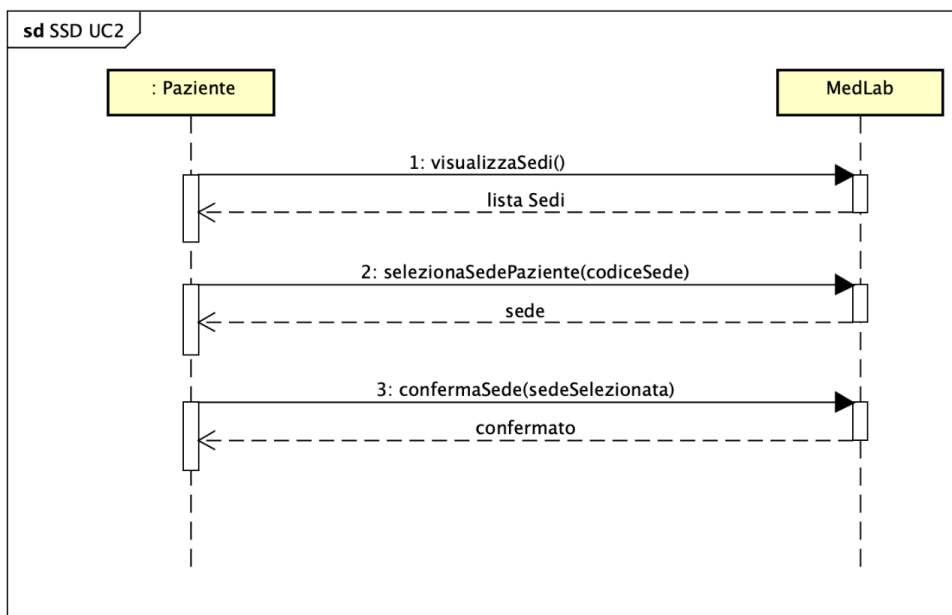 sd SSD UC2
: Paziente
MedLab
1: visualizzaSedi()
lista Sedi
2: selezionaSedePaziente(codiceSede)
sede
3: confermaSede(sedeSelezionata)
confermato